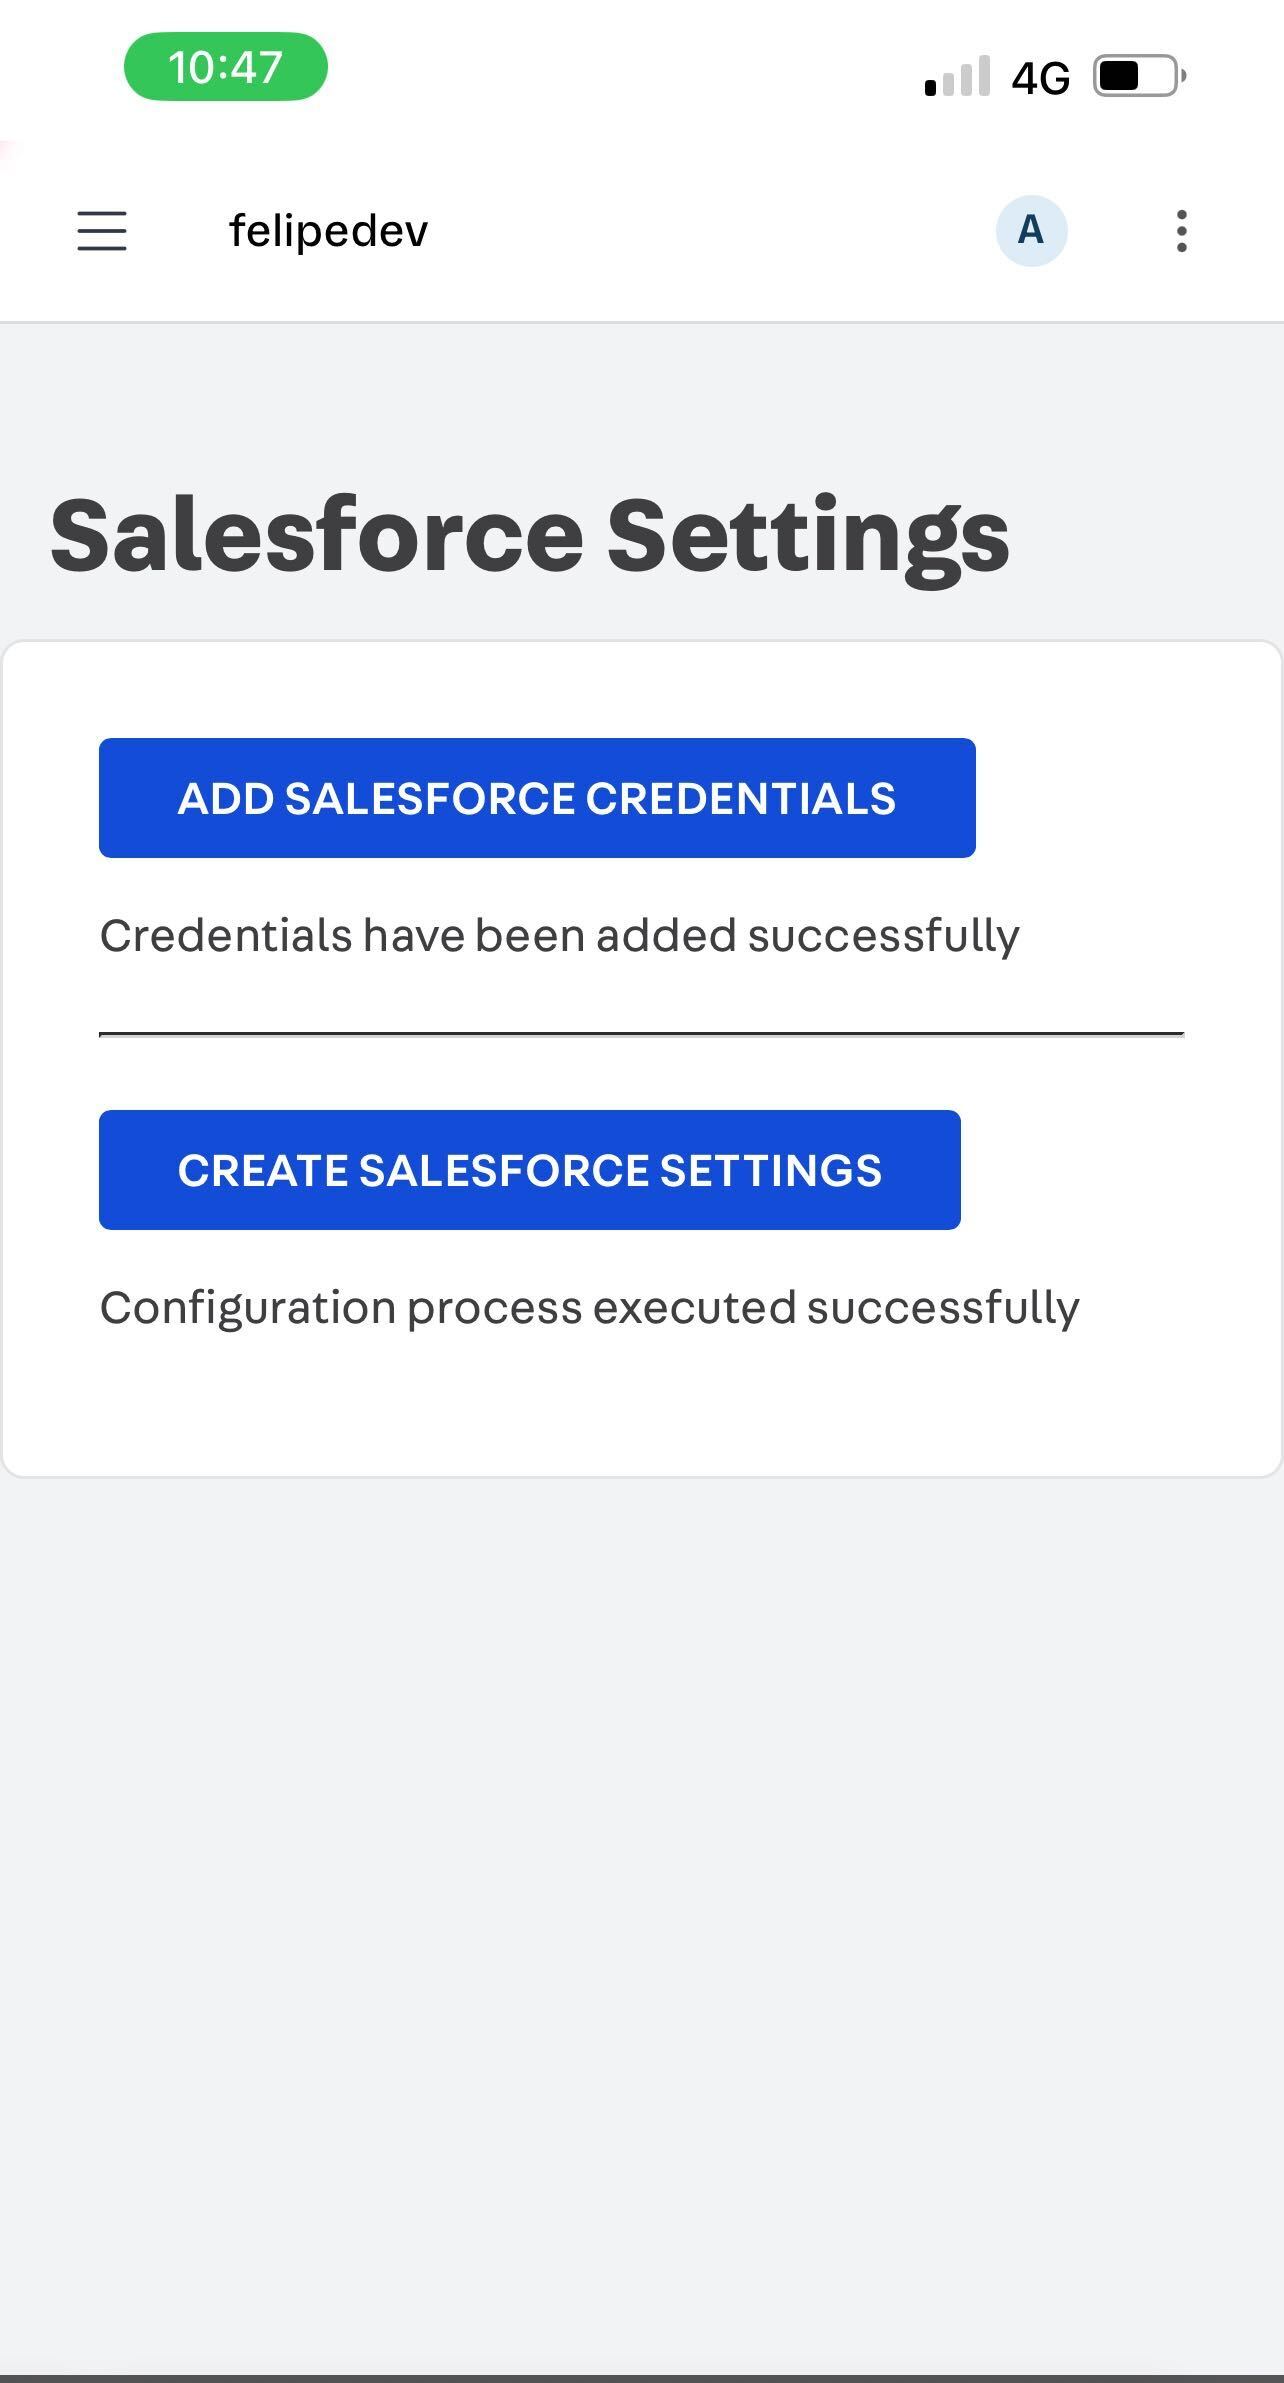 10:47
4G
felipedev
A
Salesforce Settings
ADD SALESFORCE CREDENTIALS
Credentials have been added successfully
CREATE SALESFORCE SETTINGS
Configuration process executed successfully